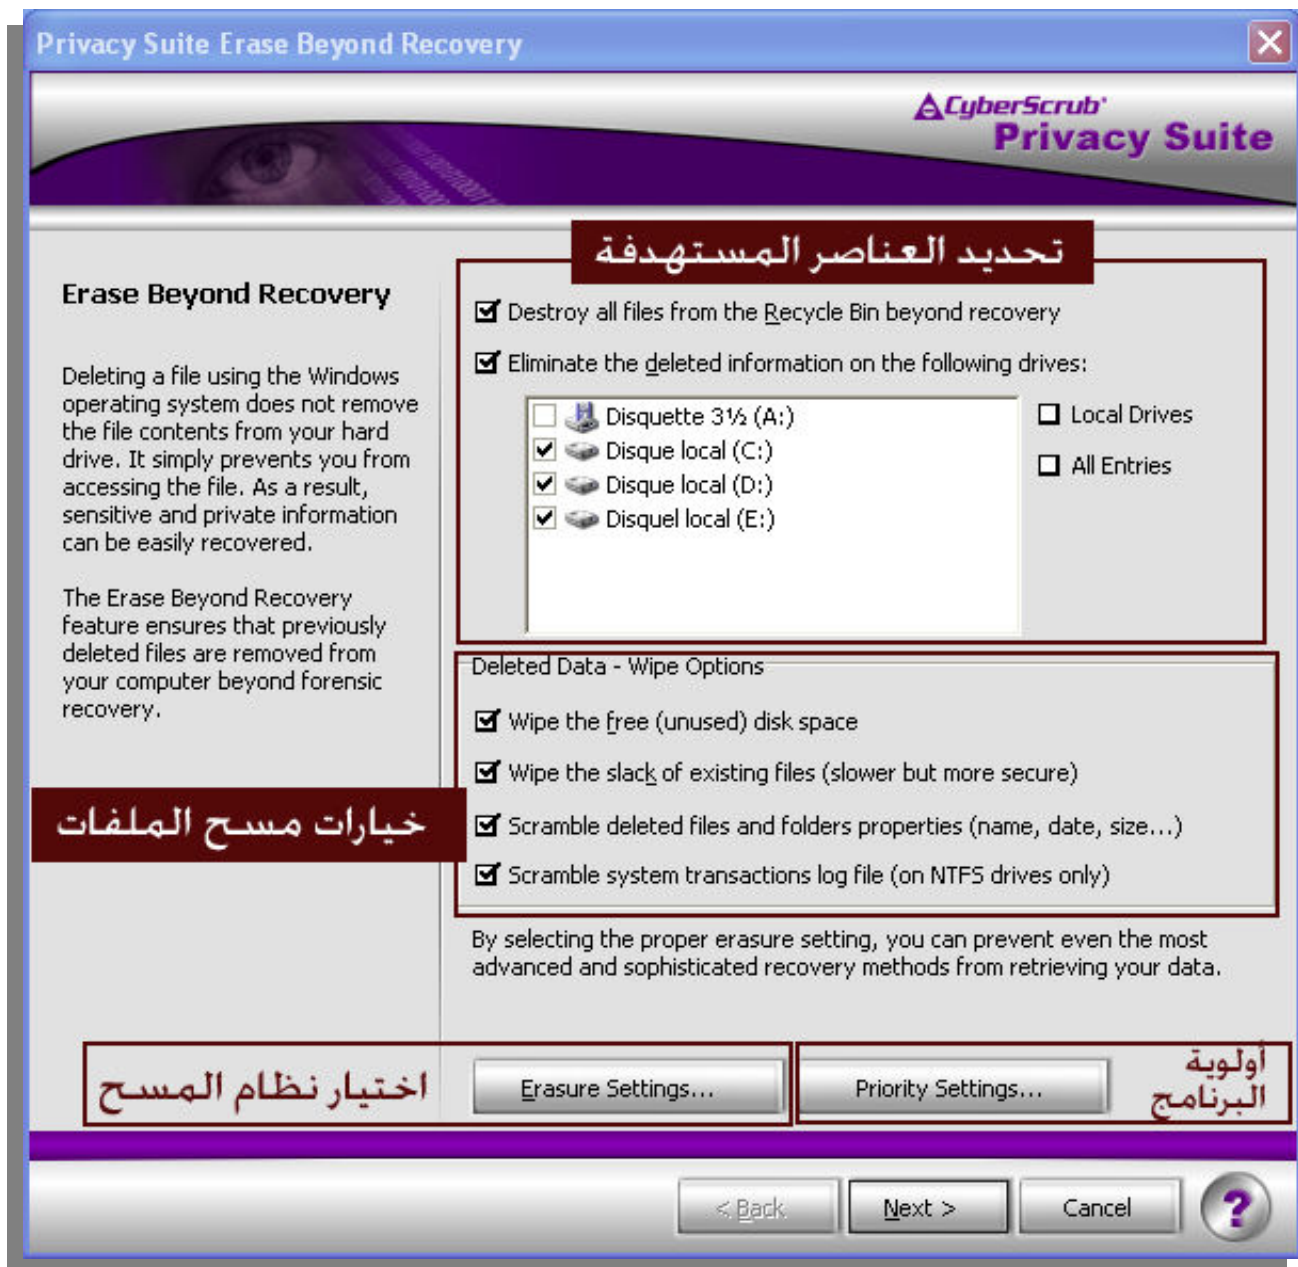 Privacy Suite Erase Beyond Recovery
CyberScrub
Privacy Suite
Erase Beyond Recovery
Deleting a file using the Windows
operating system does not remove
the file contents from your hard
drive. It simply prevents you from
accessing the file. As a result,
sensitive and private information
can be easily recovered.
The Erase Beyond Recovery
feature ensures that previously
deleted files are removed from
your computer beyond forensic
recovery.
تحديد العناصر المستهدفة
Destroy all files from the Recycle Bin beyond recovery
Eliminate the deleted information on the following drives:
Disquette 3½ (A:)
Disque local (C:)
Disque local (D:)
Disquel local (E:)
Local Drives
All Entries
Deleted Data - Wipe Options
Wipe the free (unused) disk space
Wipe the slack of existing files (slower but more secure)
خيارات مسح الملفات
Scramble deleted files and folders properties (name, date, size...)
Scramble system transactions log file (on NTFS drives only)
By selecting the proper erasure setting, you can prevent even the most
advanced and sophisticated recovery methods from retrieving your data.
اختيار نظام المسح
Erasure Settings...
Priority Settings...
أولوية
البرنامج
< Back
Next >
Cancel
?